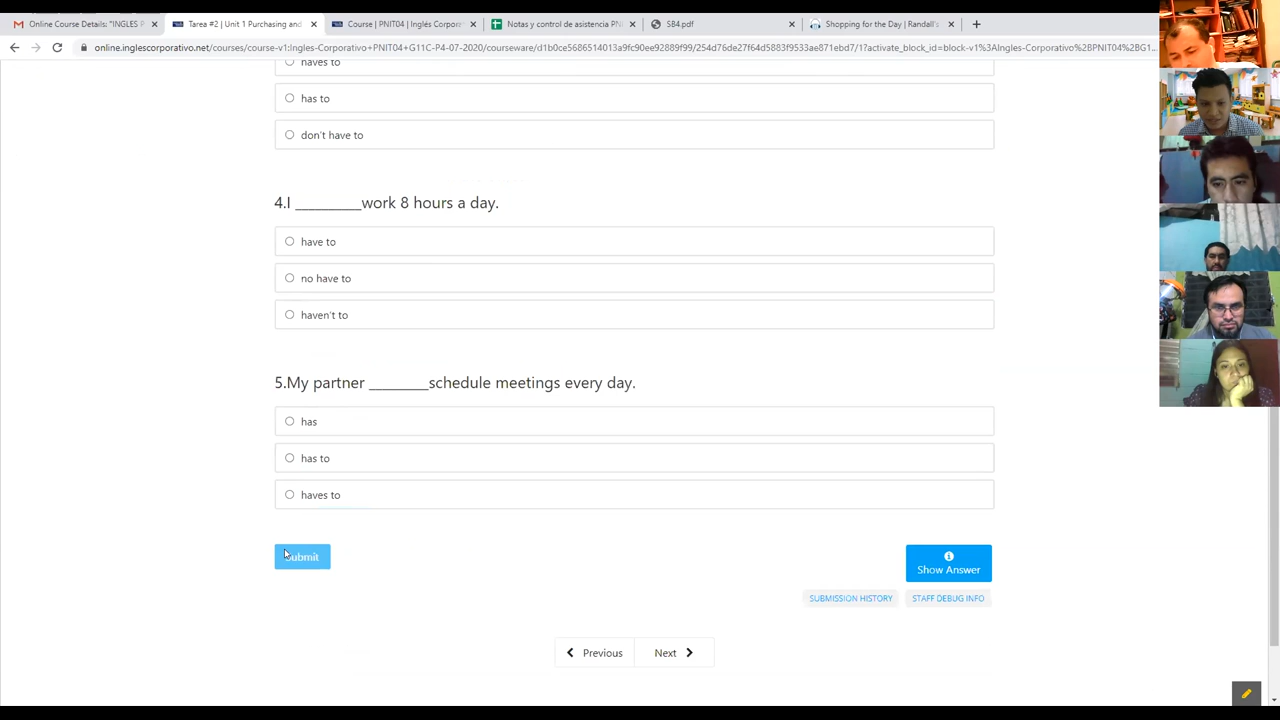 Online Course Details: "INGLES P
Tarea #2 | Unit 1 Purchasing and
Course | PNIT04 | Inglés Corporat
Notas y control de asistencia PNI
S84.pdf
Shopping for the Day | Randall's
haves to
has to
don't have to
4.I _________work 8 hours a day.
have to
no have to
haven't to
5.My partner ________schedule meetings every day.
has
has to
haves to
Submit
Show Answer
SUBMISSION HISTORY
STAFF DEBUG INFO
Previous
Next